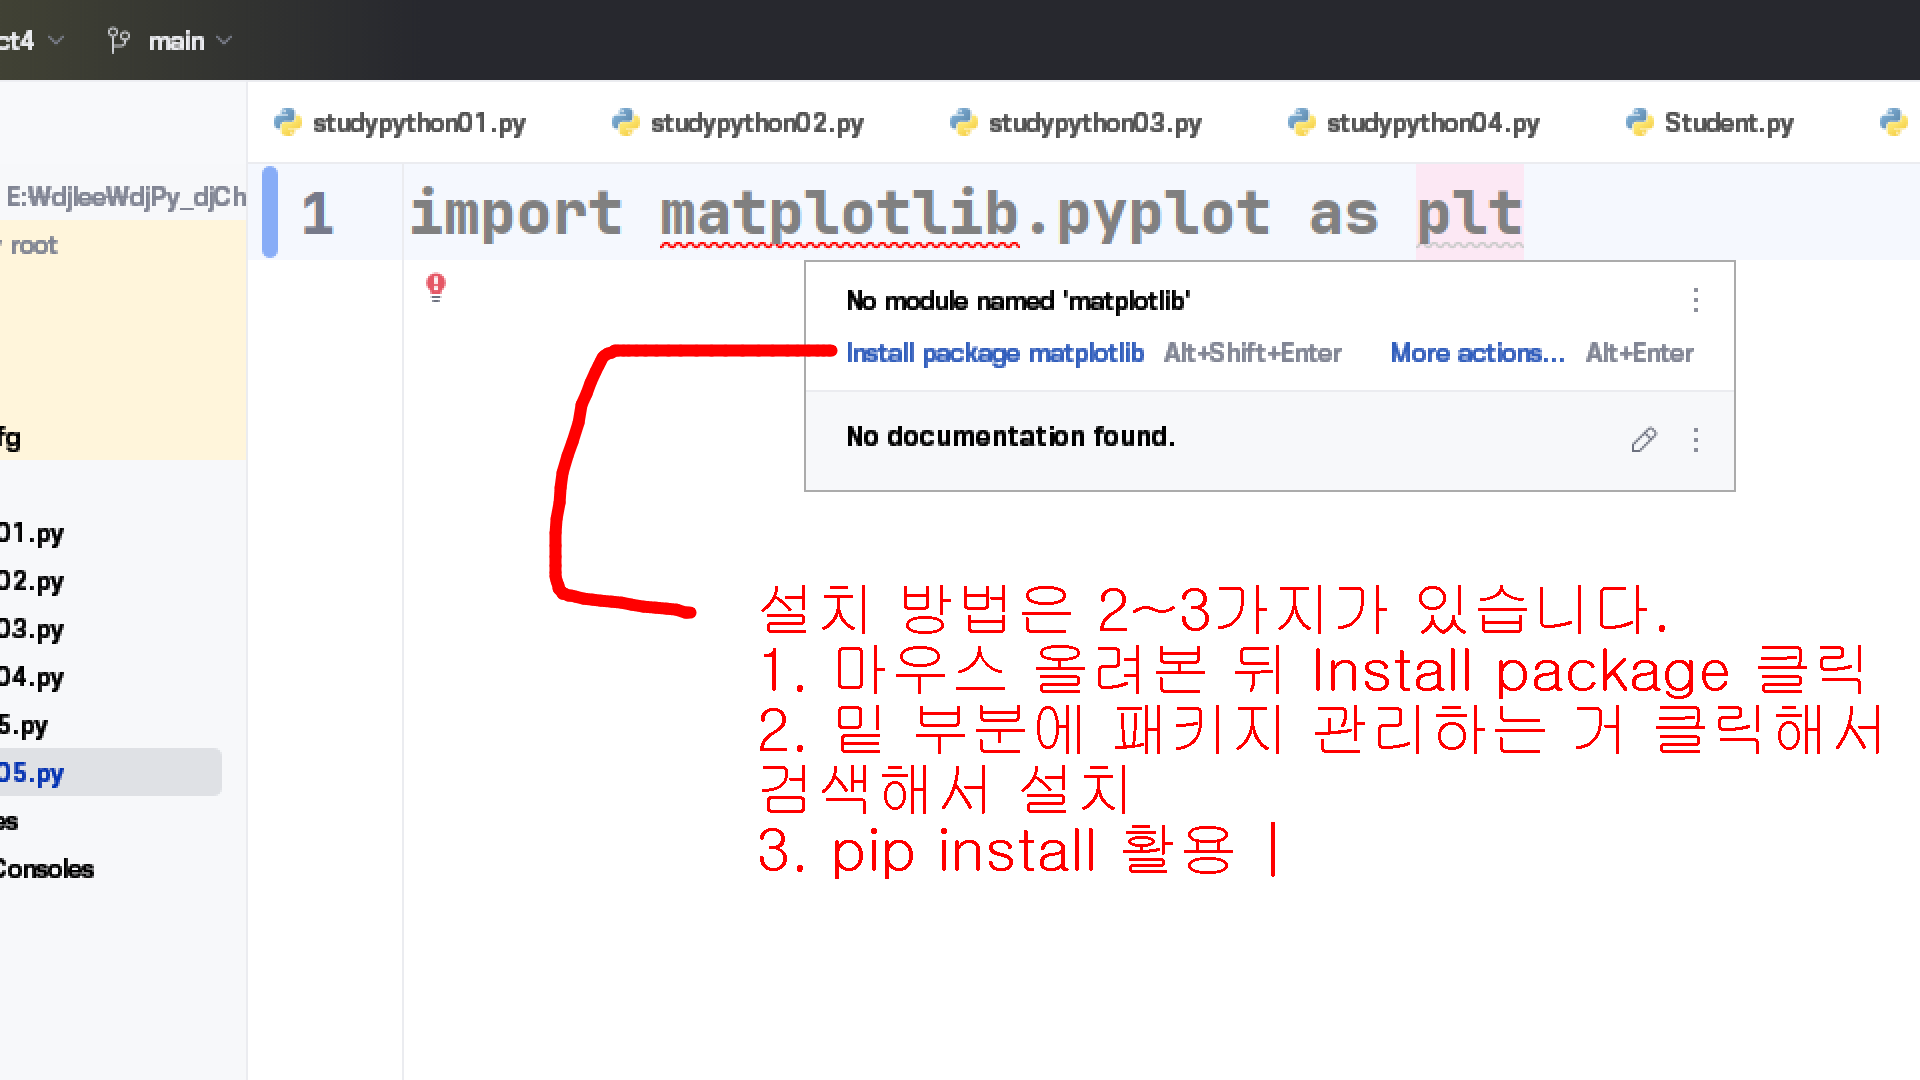 ct4 main
studypython01.py studypython02.py studypython03.py studypython04.py Student.py
E:₩djlee₩djPy_djCh
root
fg
01.py
02.py
03.py
04.py
5.py
05.py
es
Consoles
1 import matplotlib.pyplot as plt
No module named 'matplotlib'
Install package matplotlib Alt+Shift+Enter More actions... Alt+Enter
No documentation found.
설치 방법은 2~3가지가 있습니다.
1. 마우스 올려본 뒤 Install package 클릭
2. 밑 부분에 패키지 관리하는 거 클릭해서
검색해서 설치
3. pip install 활용